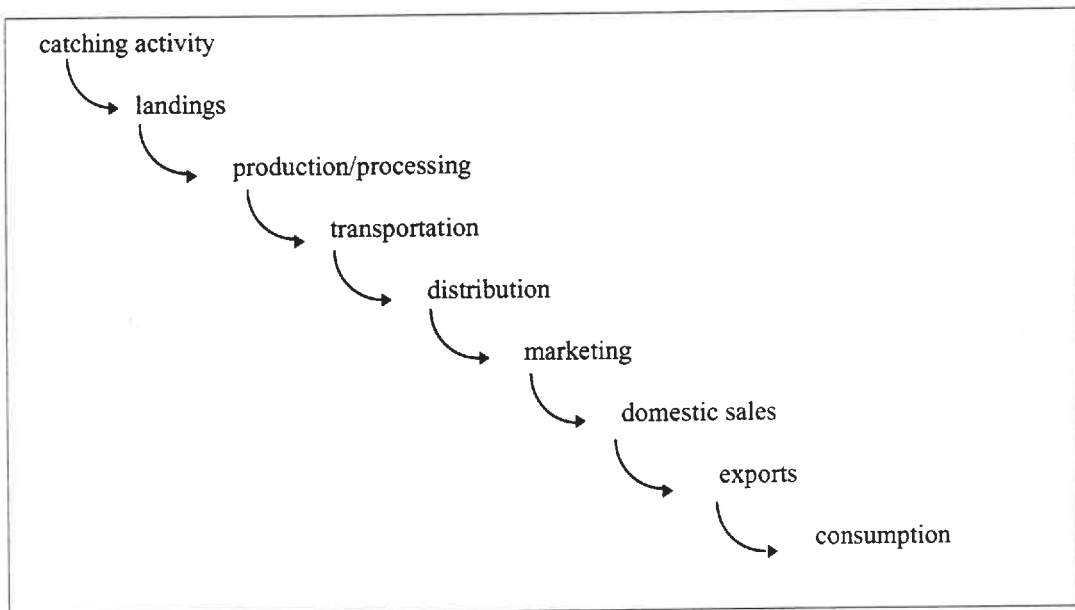 catching activity
landings
production/processing
transportation
distribution
marketing
domestic sales
exports
consumption